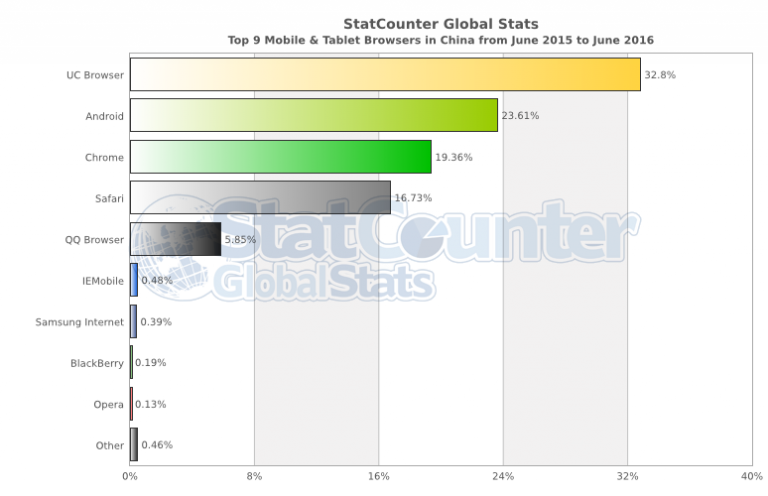 StatCounter Global Stats
Top 9 Mobile & Tablet Browsers in China from June 2015 to June 2016
UC Browser 32.8%
Android 23.61%
Chrome 19.36%
Safari 16.73%
QQ Browser 5.85%
IEMobile 0.48%
Samsung Internet 0.39%
BlackBerry 0.19%
Opera 0.13%
Other 0.46%
StatCounter
GlobalStats
0% 8% 16% 24% 32% 40%